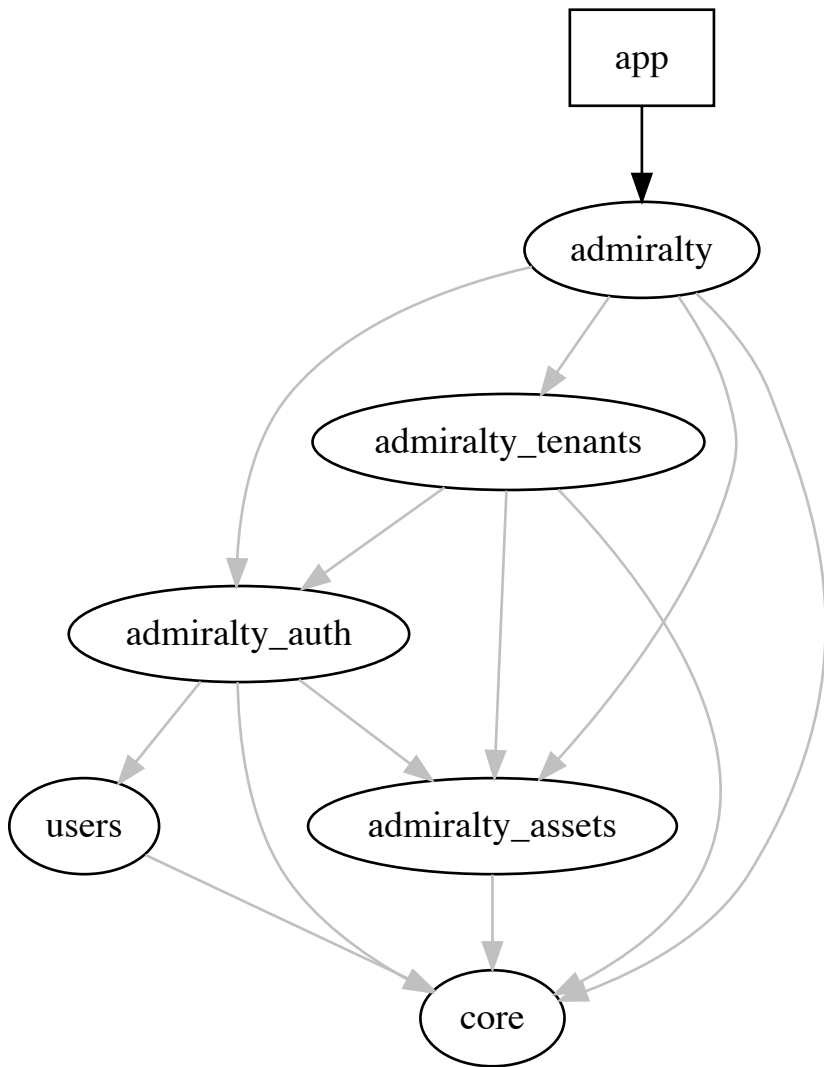 app
admiralty
admiralty_tenants
admiralty_auth
users
admiralty_assets
core